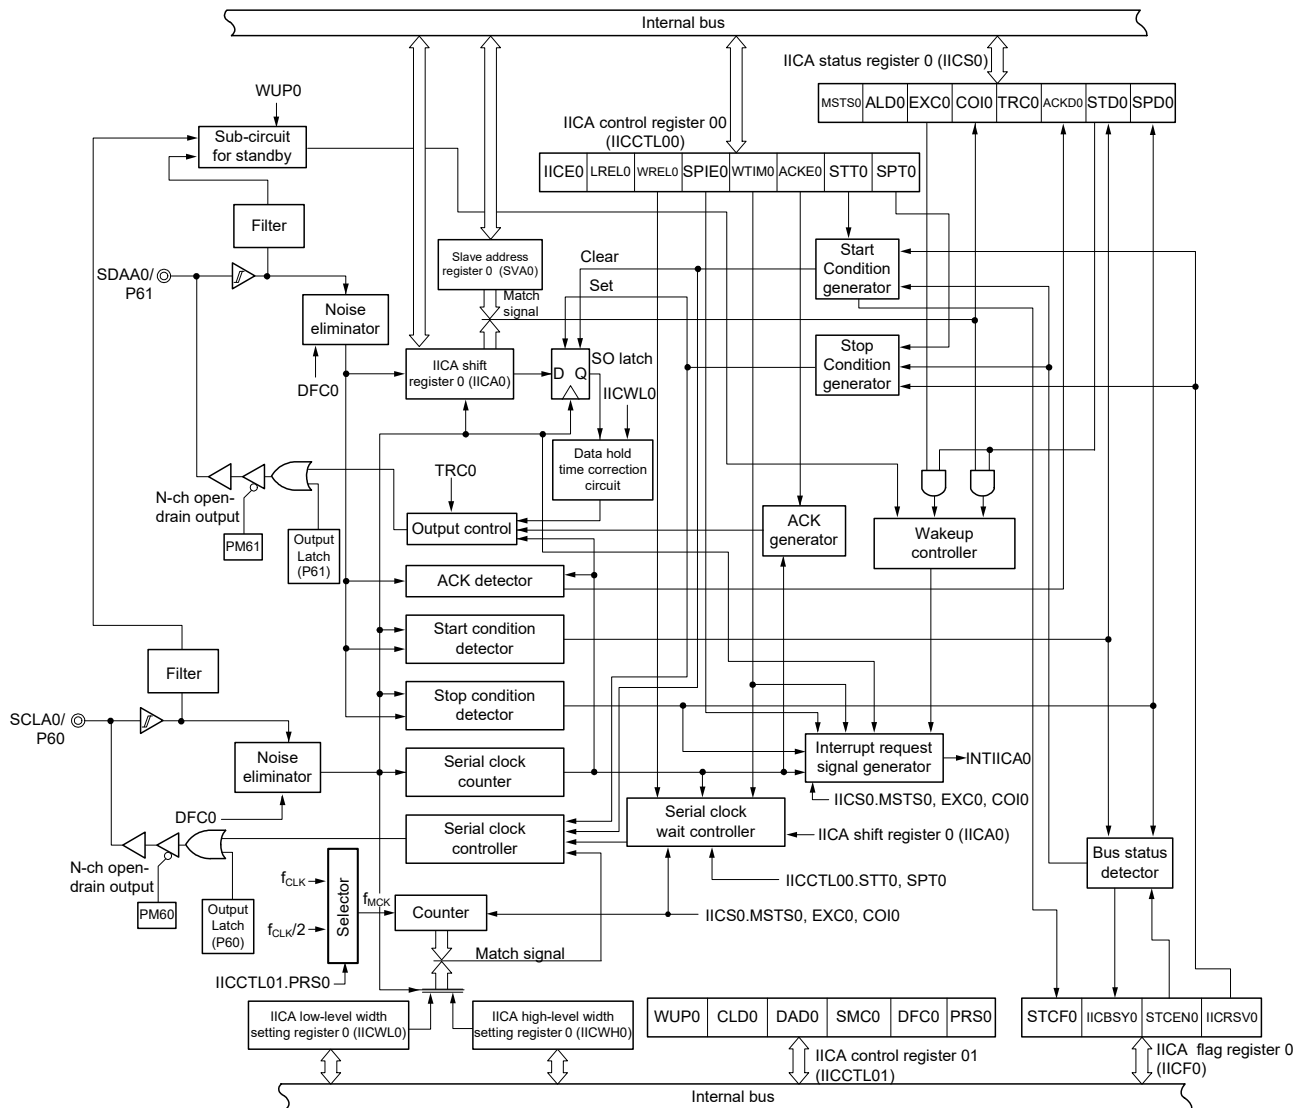 Internal bus
IICA status register 0 (IICS0)
MSTS0 ALD0 EXC0 COI0 TRC0 ACKD0 STD0 SPD0
WUP0
Sub-circuit
for standby
IICA control register 00
(IICCTL00)
IICE0 LREL0 WREL0 SPIE0 WTIM0 ACKE0 STT0 SPT0
Filter
Slave address
register 0 (SVA0)
Clear
Start
Condition
generator
SDAA0/
P61
Set
Match
signal
Noise
eliminator
DFC0
IICA shift
register 0 (IICA0)
D Q
SO latch
IICWL0
Stop
Condition
generator
Data hold
time correction
circuit
TRC0
N-ch open-
drain output
PM61
Output
Latch
(P61)
Output control
ACK
generator
Wakeup
controller
ACK detector
Start condition
detector
Filter
Stop condition
detector
SCLA0/
P60
Noise
eliminator
Serial clock
counter
Interrupt request
signal generator
INTIICA0
IICS0.MSTS0, EXC0, COI0
DFC0
Serial clock
controller
Serial clock
wait controller
IICA shift register 0 (IICA0)
Bus status
detector
N-ch open-
drain output
PM60
Output
Latch
(P60)
fCLK
fCLK/2
Selector
fMCK
Counter
IICCTL00.STT0, SPT0
IICS0.MSTS0, EXC0, COI0
Match signal
IICCTL01.PRS0
IICA low-level width
setting register 0 (IICWL0)
IICA high-level width
setting register 0 (IICWH0)
WUP0 CLD0 DAD0 SMC0 DFC0 PRS0
STCF0 IICBSY0 STCEN0 IICRSV0
IICA control register 01
(IICCTL01)
IICA flag register 0
(IICF0)
Internal bus